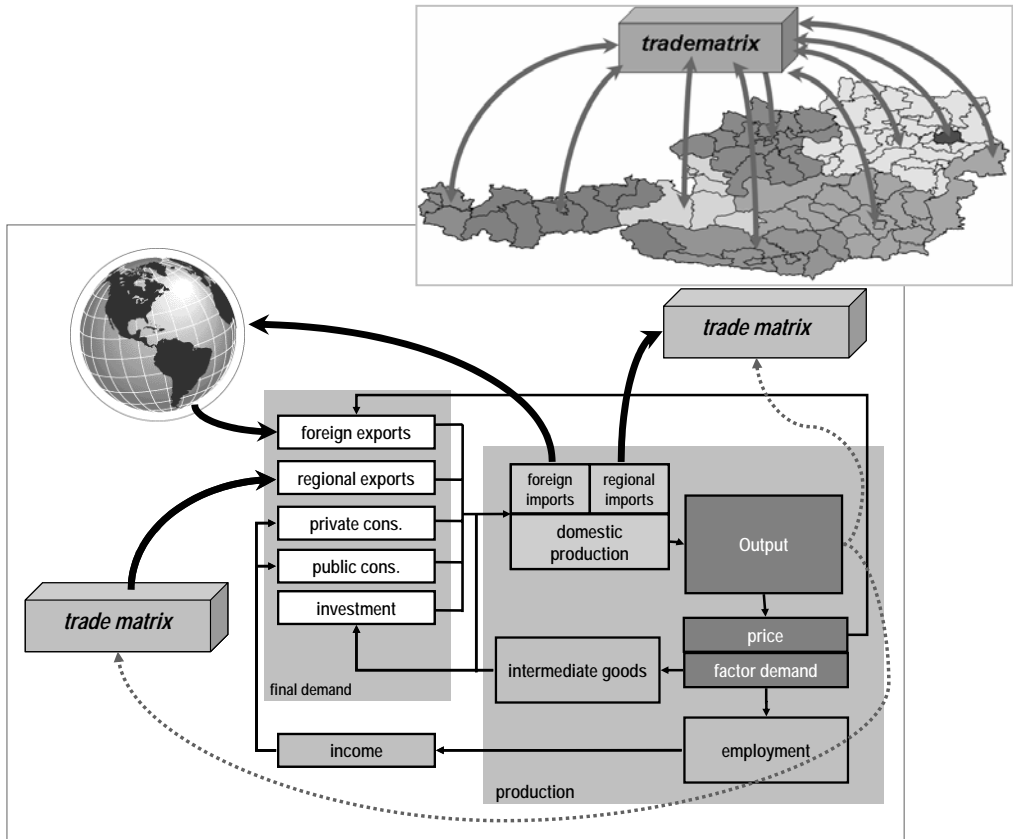 tradematrix
trade matrix
foreign exports
regional exports
private cons.
public cons.
investment
final demand
trade matrix
income
foreign
imports
regional
imports
domestic
production
Output
price
factor demand
intermediate goods
employment
production